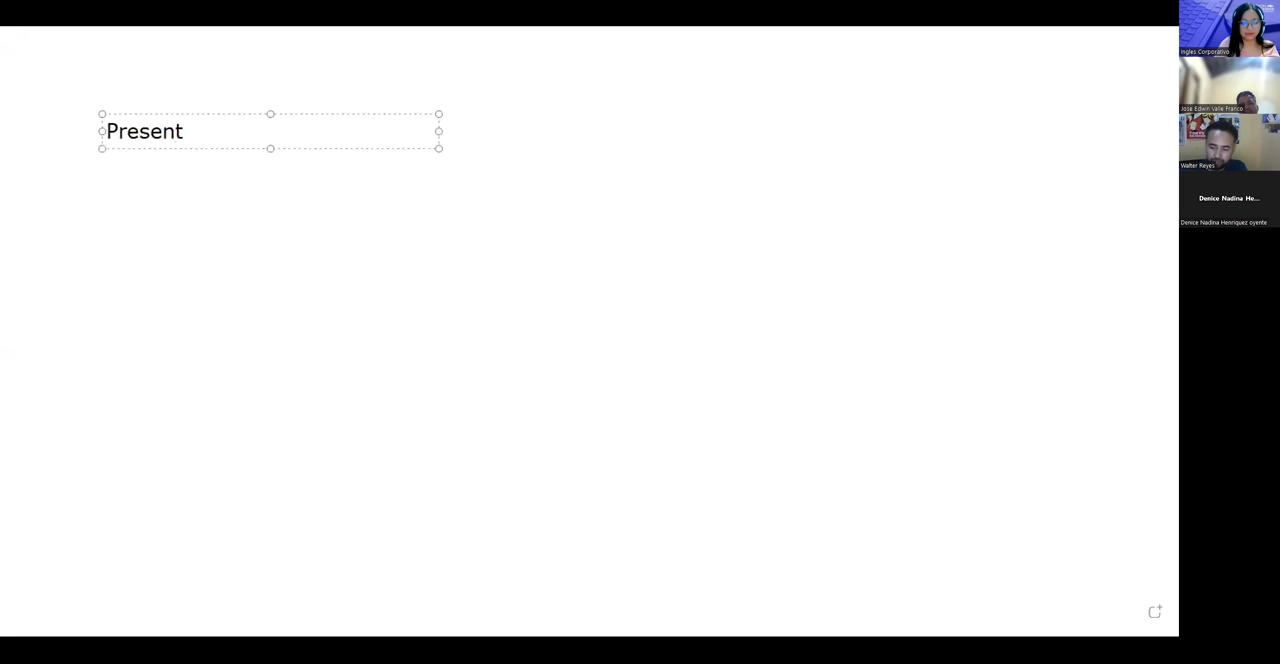 Present
Ingles Corporativo
Jose Edwin Valle Franco
Walter Reyes
Denice Nadina He...
Denice Nadina Henriquez oyente